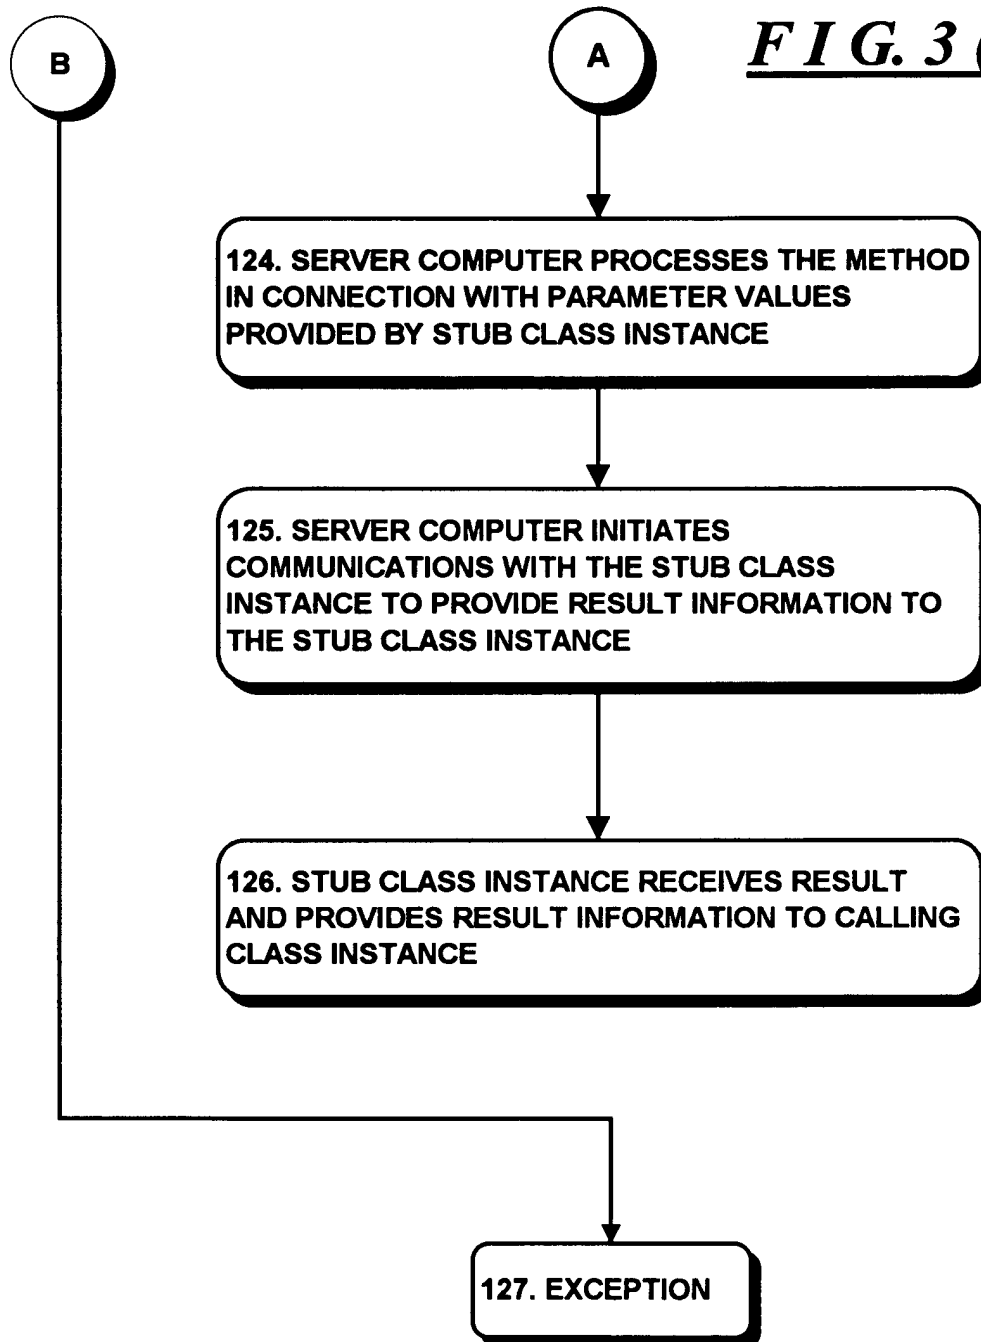 B
A
FIG. 3 (
124. SERVER COMPUTER PROCESSES THE METHOD
IN CONNECTION WITH PARAMETER VALUES
PROVIDED BY STUB CLASS INSTANCE
125. SERVER COMPUTER INITIATES
COMMUNICATIONS WITH THE STUB CLASS
INSTANCE TO PROVIDE RESULT INFORMATION TO
THE STUB CLASS INSTANCE
126. STUB CLASS INSTANCE RECEIVES RESULT
AND PROVIDES RESULT INFORMATION TO CALLING
CLASS INSTANCE
127. EXCEPTION